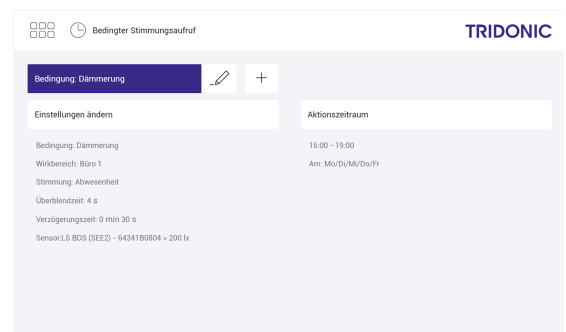 Bedingter Stimmungsaufruf
TRIDONIC
Bedingung: Dämmerung
Einstellungen ändern
Aktionszeitraum
Bedingung: Dämmerung
16:00 - 19:00
Wirkbereich: Büro 1
Am: Mo/Di/Mi/Do/Fr
Stimmung: Abwesenheit
Überblendzeit: 4 s
Verzögerungszeit: 0 min 30 s
Sensor:LS BDS (SEE2) - 64341B0804 > 200 lx